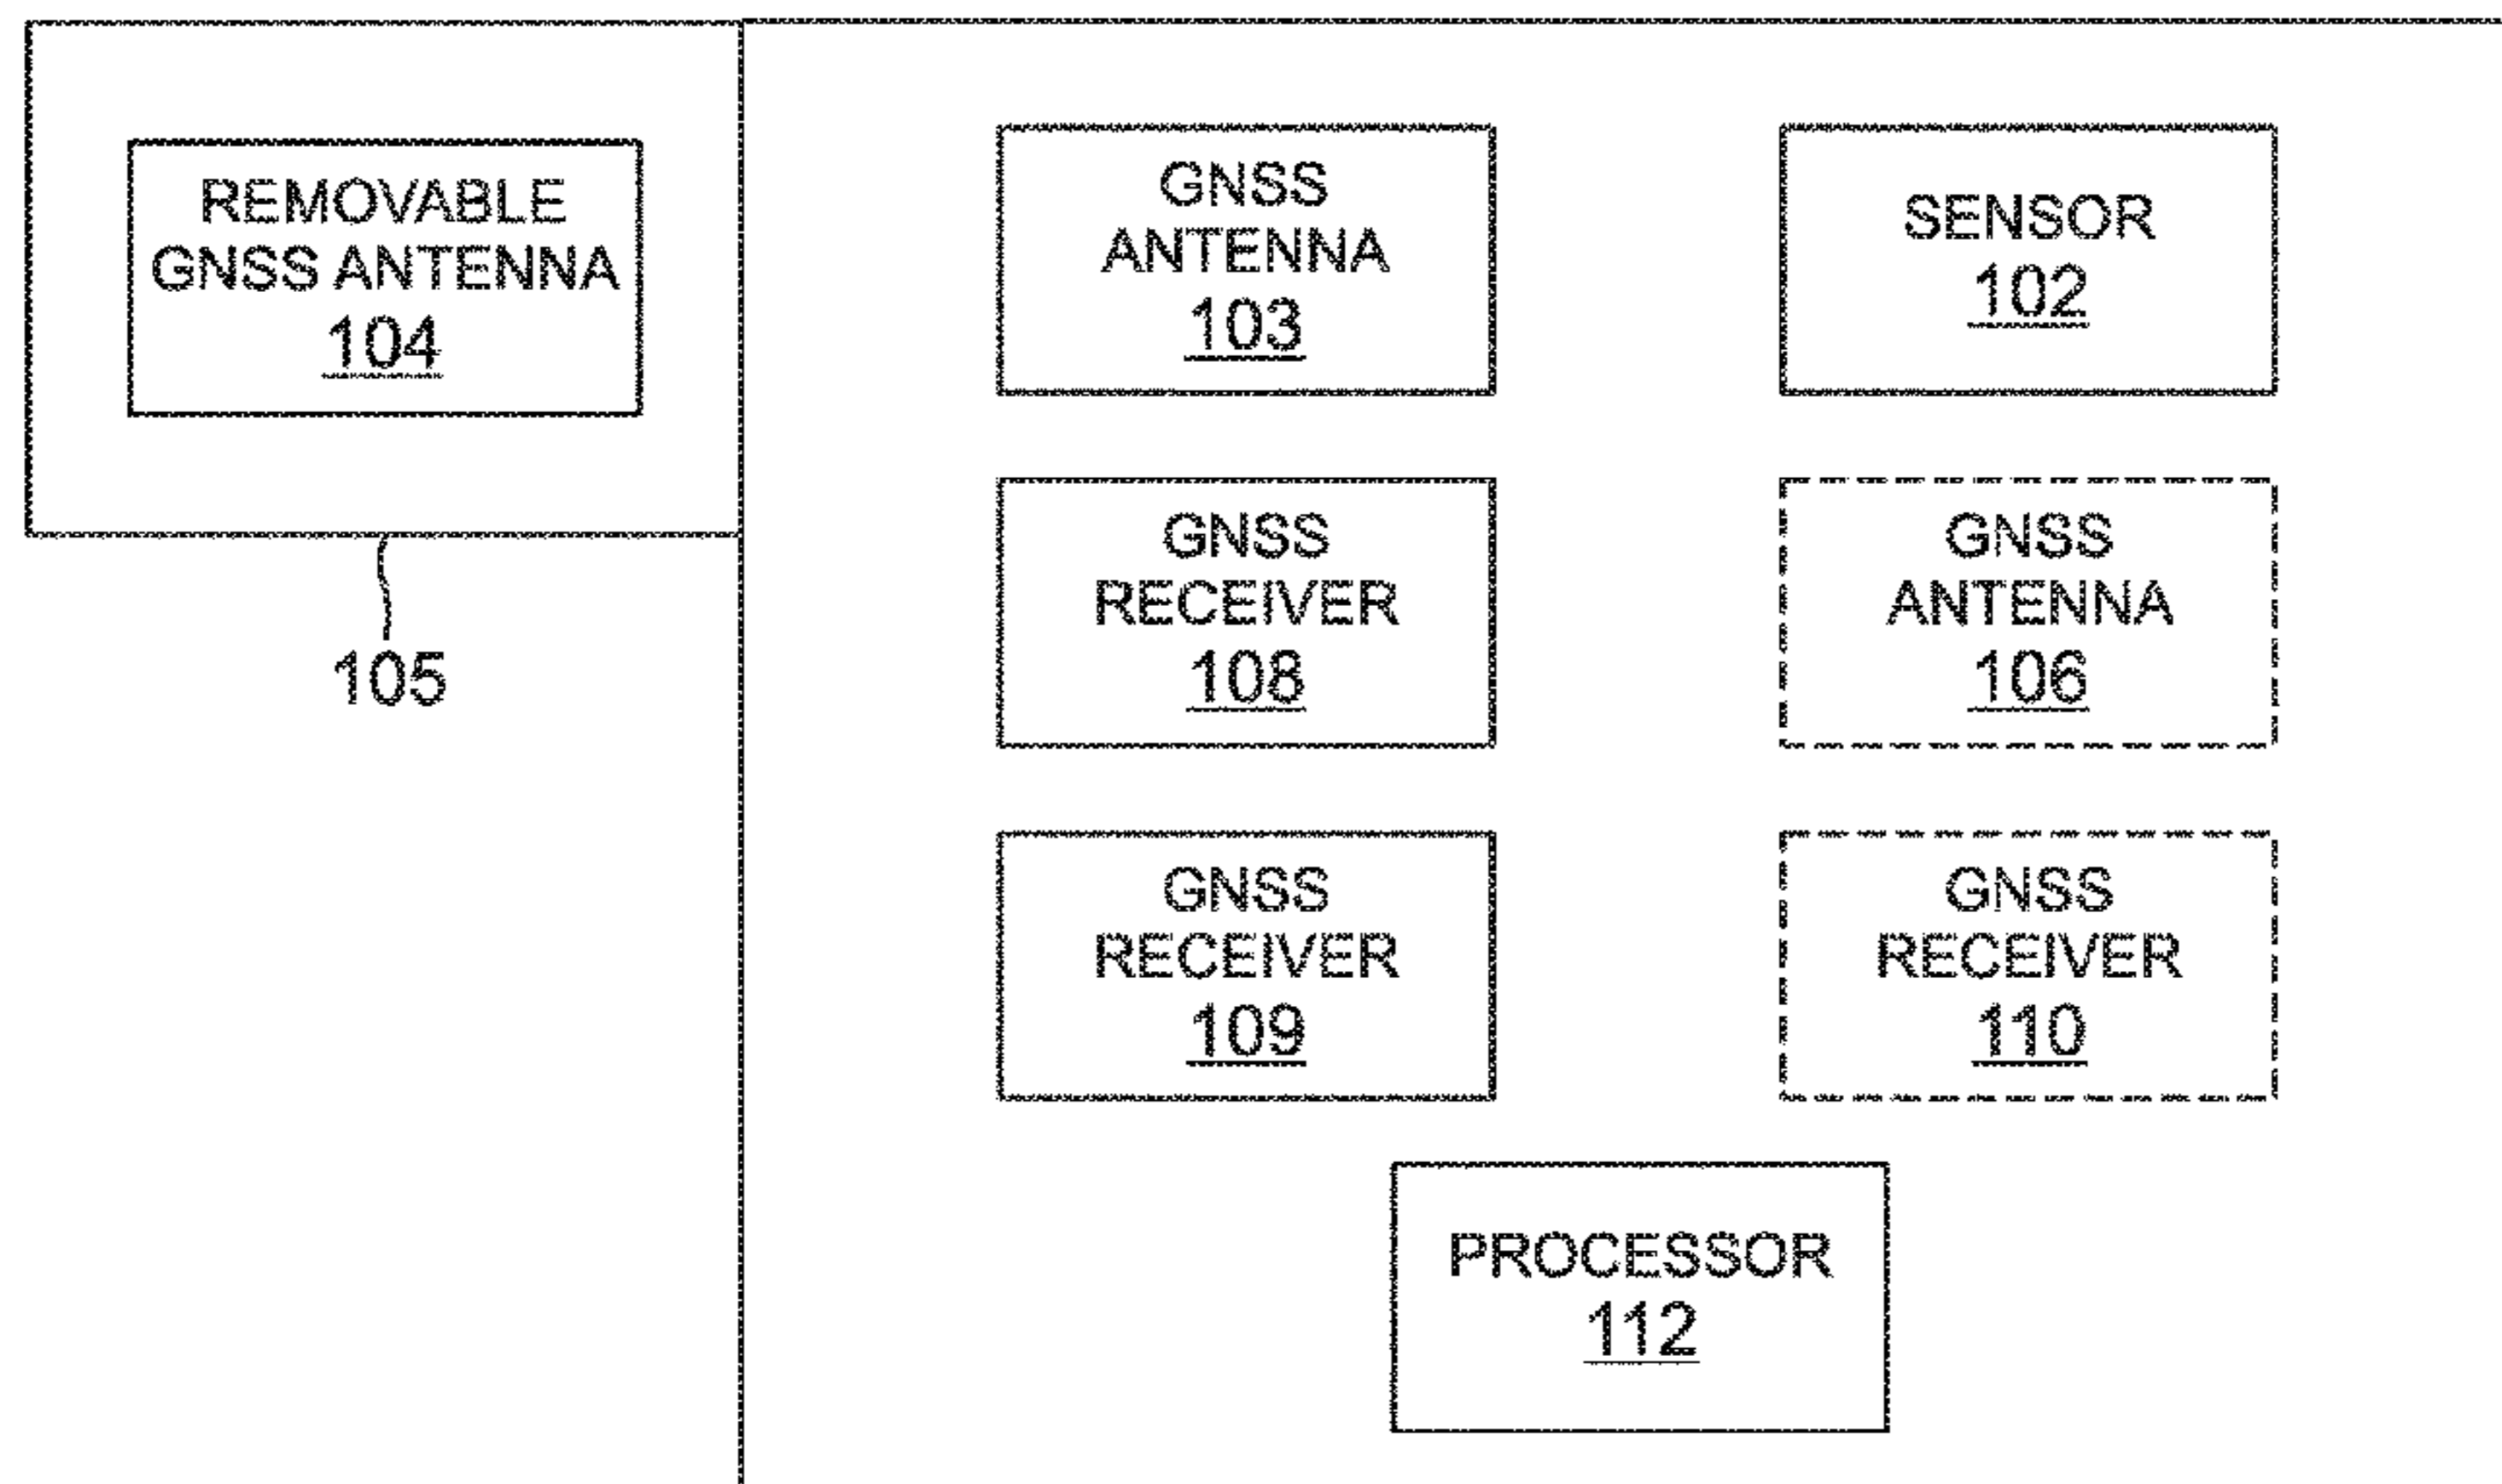 REMOVABLE
GNSS ANTENNA
104
105
GNSS
ANTENNA
103
SENSOR
102
GNSS
RECEIVER
108
GNSS
ANTENNA
106
GNSS
RECEIVER
109
GNSS
RECEIVER
110
PROCESSOR
112